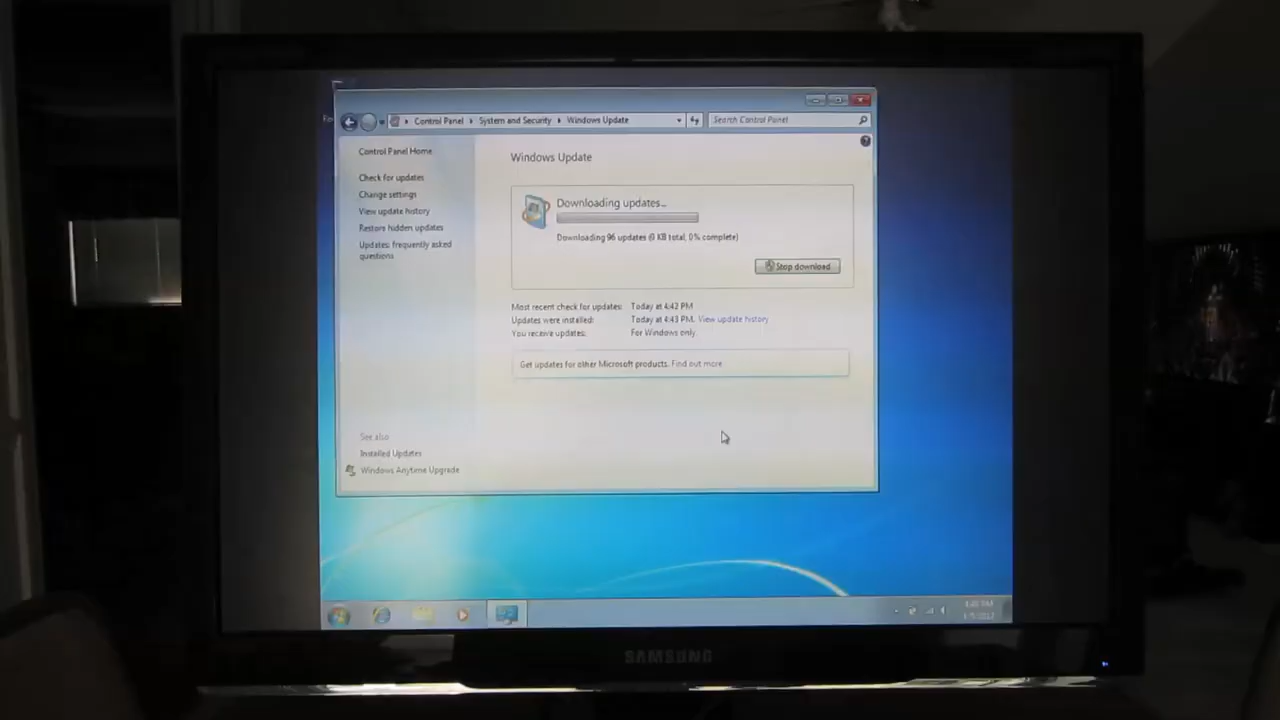 Control Panel
System and Security
Windows Update
Search Control Panel
Control Panel Home
Check for updates
Change settings
View update history
Restore hidden updates
Updates: frequently asked
questions
Windows Update
Downloading updates...
Downloading 96 updates (0 KB total, 0% complete)
Stop download
Most recent check for updates: Today at 4:42 PM
Updates were installed: Today at 4:43 PM. View update history
You receive updates: For Windows only.
Get updates for other Microsoft products. Find out more
See also
Installed Updates
Windows Anytime Upgrade
SAMSUNG